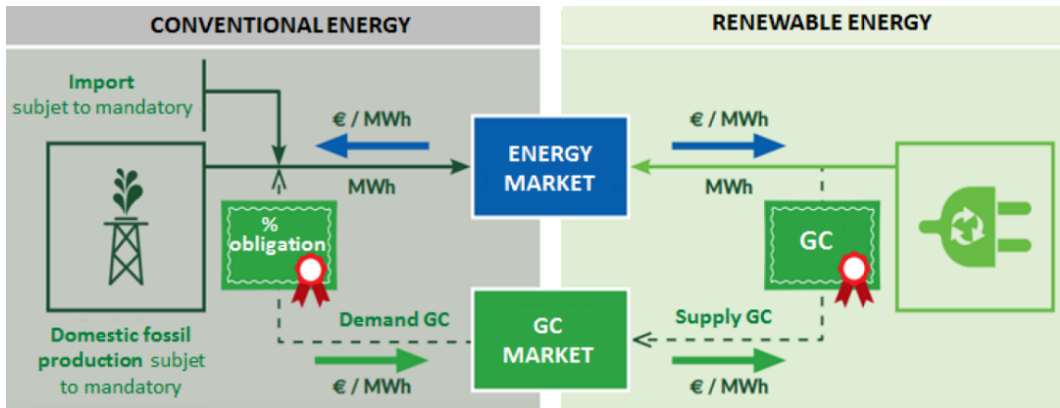 CONVENTIONAL ENERGY
RENEWABLE ENERGY
Import
subjet to mandatory
€ / MWh
MWh
% 
obligation
Domestic fossil
production subjet
to mandatory
Demand GC
€ / MWh
ENERGY
MARKET
GC
MARKET
€ / MWh
MWh
GC
Supply GC
€ / MWh